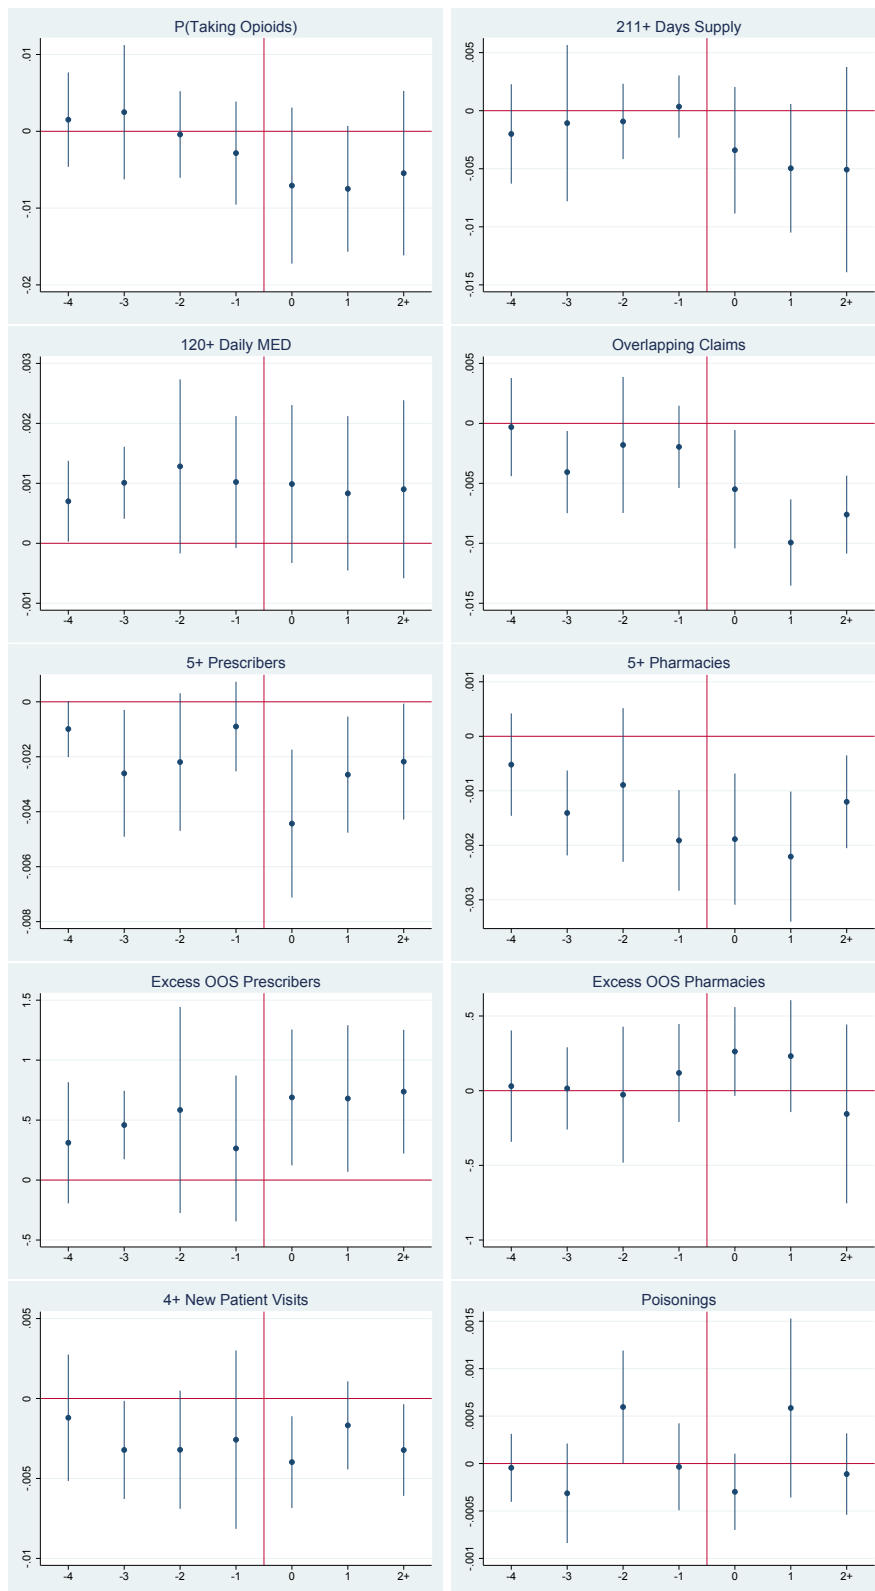 P(Taking Opioids)
.01
0
-.01
-.02
-4 -3 -2 -1 0 1 2+
211+ Days Supply
.005
0
-.005
-.01
-.015
-4 -3 -2 -1 0 1 2+
120+ Daily MED
.003
.002
.001
0
-.001
-4 -3 -2 -1 0 1 2+
Overlapping Claims
.005
0
-.005
-.01
-.015
-4 -3 -2 -1 0 1 2+
5+ Prescribers
0
-.002
-.004
-.006
-.008
-4 -3 -2 -1 0 1 2+
5+ Pharmacies
.001
0
-.001
-.002
-.003
-4 -3 -2 -1 0 1 2+
Excess OOS Prescribers
1.5
1
.5
0
-.5
-4 -3 -2 -1 0 1 2+
Excess OOS Pharmacies
.5
0
-.5
-1
-4 -3 -2 -1 0 1 2+
4+ New Patient Visits
.005
0
-.005
-.01
-4 -3 -2 -1 0 1 2+
Poisonings
.0015
.001
.0005
0
-.0005
-.001
-4 -3 -2 -1 0 1 2+